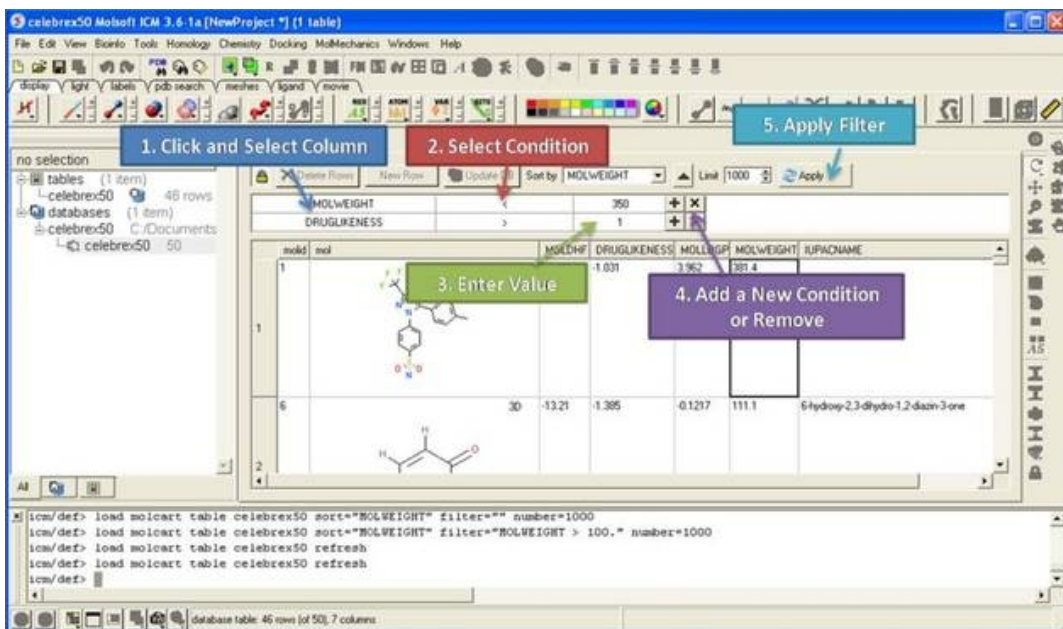 celebrex50 Molsoft ICM 3.6-1a [NewProject *] (1 table)
File Edit View Bioinfo Tools Homology Chemistry Docking MolMechanics Windows Help
display light labels pdb search meshes ligand movie
5. Apply Filter
1. Click and Select Column
2. Select Condition
no selection
Delete Rows New Row Update Sort by MOLWEIGHT Limit 1000 Apply
tables (1 item)
celebrex50 46 rows
databases (1 item)
celebrex50 C:/Documents
celebrex50 50
MOLWEIGHT < 350
DRUGLIKENESS > 1
molid mol MOLDHF DRUGLIKENESS MOLLOGP MOLWEIGHT IUPACNAME
1 -1.031 3.962 381.4
3. Enter Value
4. Add a New Condition
or Remove
1
6 3D -13.21 -1.385 -0.1217 111.1 6-hydroxy-2,3-dihydro-1,2-diazin-3-one
2
All
icm/def> load molcart table celebrex50 sort="MOLWEIGHT" filter="" number=1000
icm/def> load molcart table celebrex50 sort="MOLWEIGHT" filter="MOLWEIGHT > 100." number=1000
icm/def> load molcart table celebrex50 refresh
icm/def> load molcart table celebrex50 refresh
icm/def>
database table: 46 rows (of 50), 7 columns